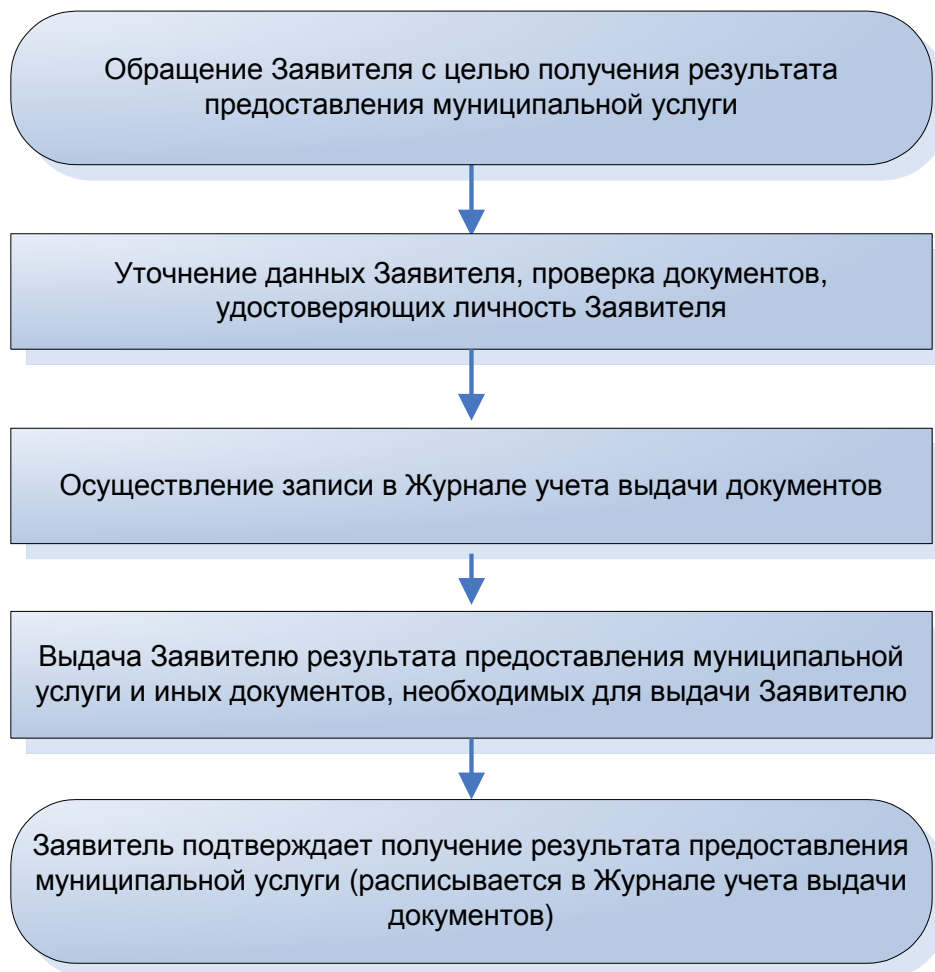 Обращение Заявителя с целью получения результата
предоставления муниципальной услуги
Уточнение данных Заявителя, проверка документов,
удостоверяющих личность Заявителя
Осуществление записи в Журнале учета выдачи документов
Выдача Заявителю результата предоставления муниципальной
услуги и иных документов, необходимых для выдачи Заявителю
Заявитель подтверждает получение результата предоставления
муниципальной услуги (расписывается в Журнале учета выдачи
документов)